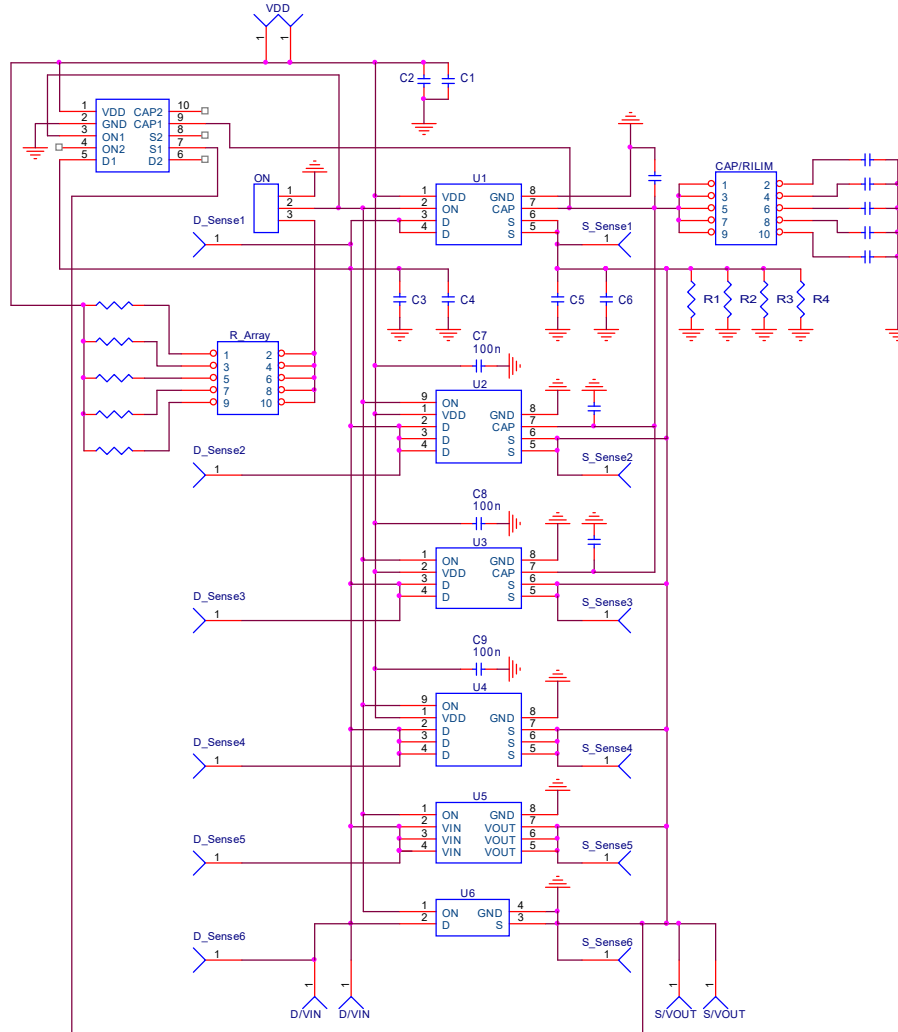 VDD
1 1
C2 C1
1 VDD CAP2 10
2 GND CAP1 9
3 ON1 S2 8
4 ON2 S1 7
5 D1 D2 6
ON
1
2
3
U1
1 VDD GND 8
2 ON CAP 7
3 D S 6
4 D S 5
CAP/RILIM
1 2
3 4
5 6
7 8
9 10
D_Sense1
1
S_Sense1
1
C3 C4 C5 C6
R1 R2 R3 R4
R_Array
1 2
3 4
5 6
7 8
9 10
C7
100n
U2
9 ON
1 VDD GND 8
2 D CAP 7
3 D S 6
4 D S 5
D_Sense2
1
S_Sense2
1
C8
100n
U3
1 ON GND 8
2 VDD CAP 7
3 D S 6
4 D S 5
D_Sense3
1
S_Sense3
1
C9
100n
U4
9 ON
1 VDD GND 8
2 D S 7
3 D S 6
4 D S 5
D_Sense4
1
S_Sense4
1
U5
1 ON GND 8
2 VIN VOUT 7
3 VIN VOUT 6
4 VIN VOUT 5
D_Sense5
1
S_Sense5
1
U6
1 ON GND 4
2 D S 3
D_Sense6
1
S_Sense6
1
1 1 1 1
D/VIN D/VIN S/VOUT S/VOUT